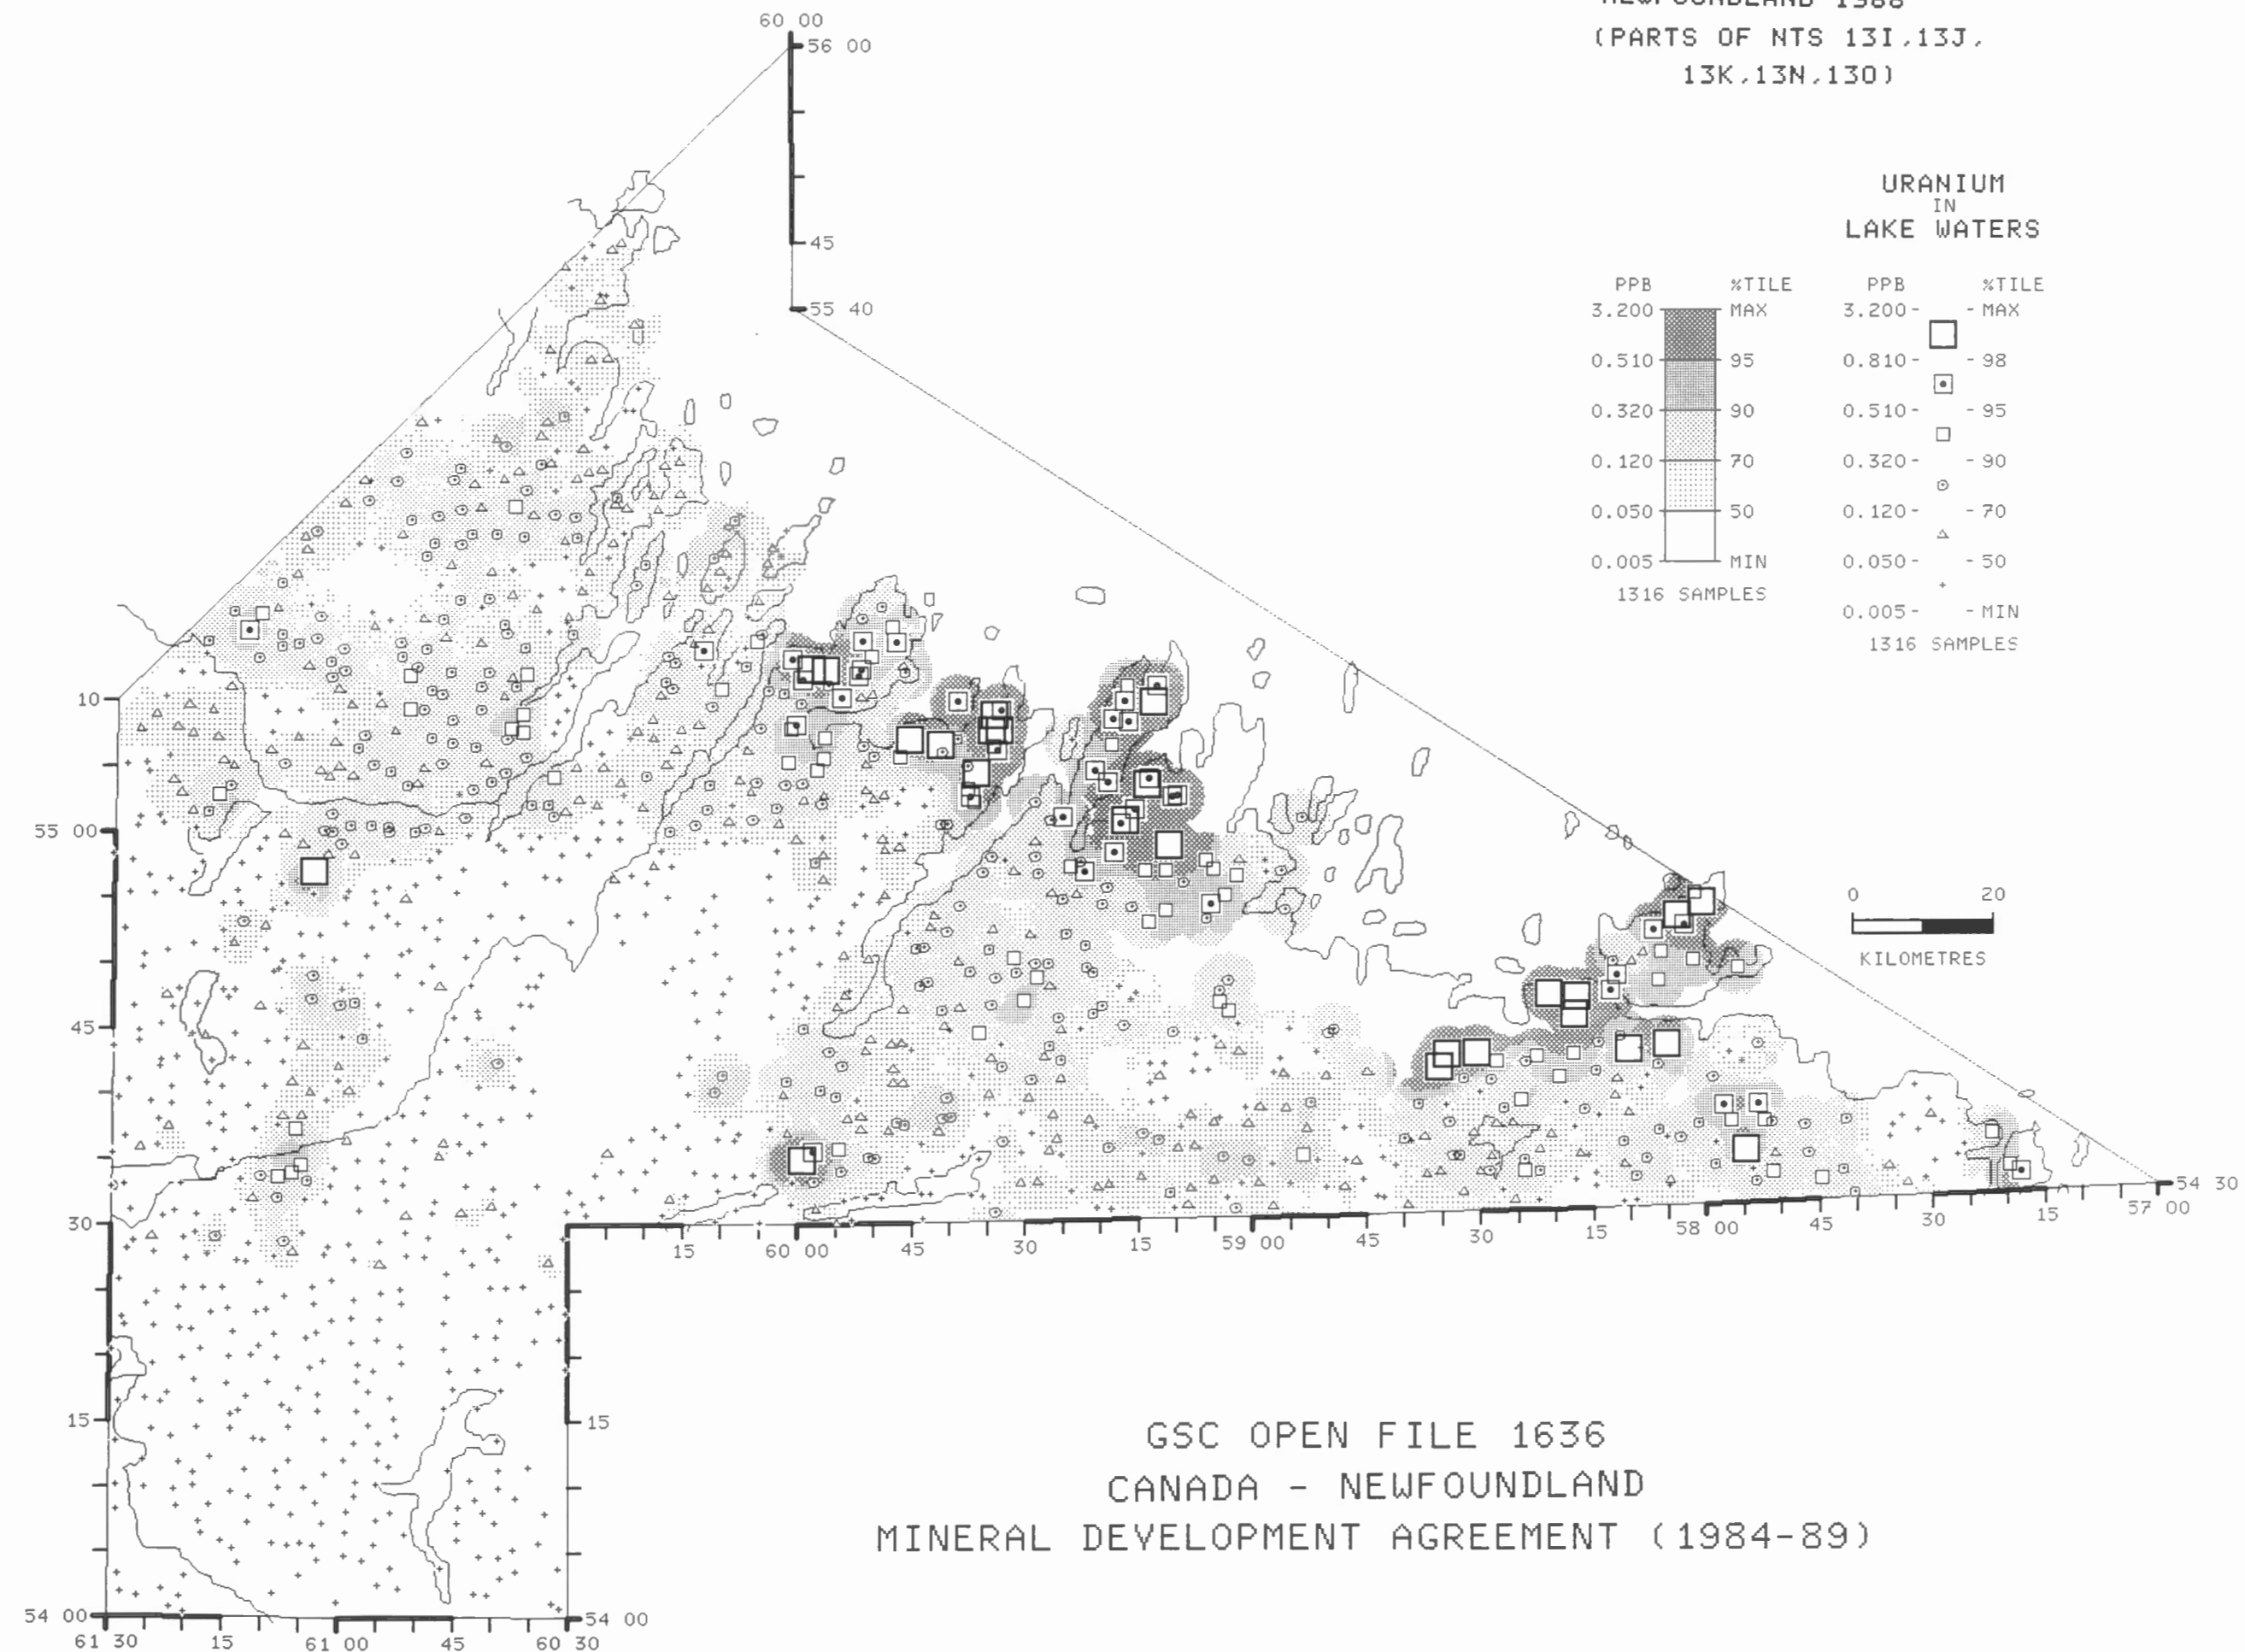 NEWFOUNDLAND 1988
(PARTS OF NTS 13I,13J,
13K,13N,13O)
60 00
56 00
45
55 40
URANIUM
IN
LAKE WATERS
PPB %TILE
3.200 MAX
0.510 95
0.320 90
0.120 70
0.050 50
0.005 MIN
1316 SAMPLES
PPB %TILE
3.200- -MAX
0.810- -98
0.510- -95
0.320- -90
0.120- -70
0.050- -50
0.005- -MIN
1316 SAMPLES
10
55 00
45
30
15
54 00
0 20
KILOMETRES
54 30
57 00
15
30
45
58 00
15
30
45
59 00
15
30
45
60 00
15
15
54 00
61 30 15 61 00 45 60 30
GSC OPEN FILE 1636
CANADA - NEWFOUNDLAND
MINERAL DEVELOPMENT AGREEMENT (1984-89)